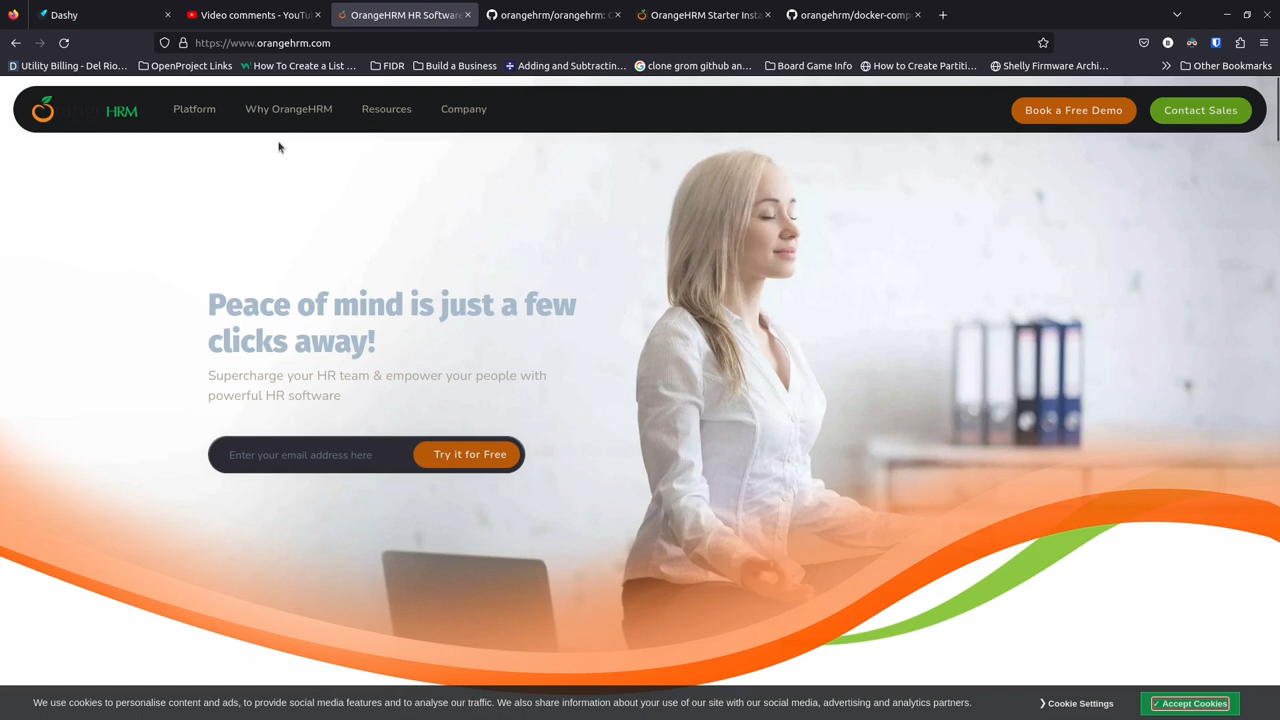 Dashy
Video comments - YouTu
OrangeHRM HR Software
orangehrm/orangehrm: O
OrangeHRM Starter Insta
orangehrm/docker-comp
https://www.orangehrm.com
Utility Billing - Del Rio...
OpenProject Links
How To Create a List ...
FIDR
Build a Business
Adding and Subtractin...
clone grom github an...
Board Game Info
How to Create Partiti...
Shelly Firmware Archi...
Other Bookmarks
HRM
Platform
Why OrangeHRM
Resources
Company
Book a Free Demo
Contact Sales
Peace of mind is just a few
clicks away!
Supercharge your HR team & empower your people with
powerful HR software
Enter your email address here
Try it for Free
We use cookies to personalise content and ads, to provide social media features and to analyse our traffic. We also share information about your use of our site with our social media, advertising and analytics partners.
❯ Cookie Settings
✓ Accept Cookies